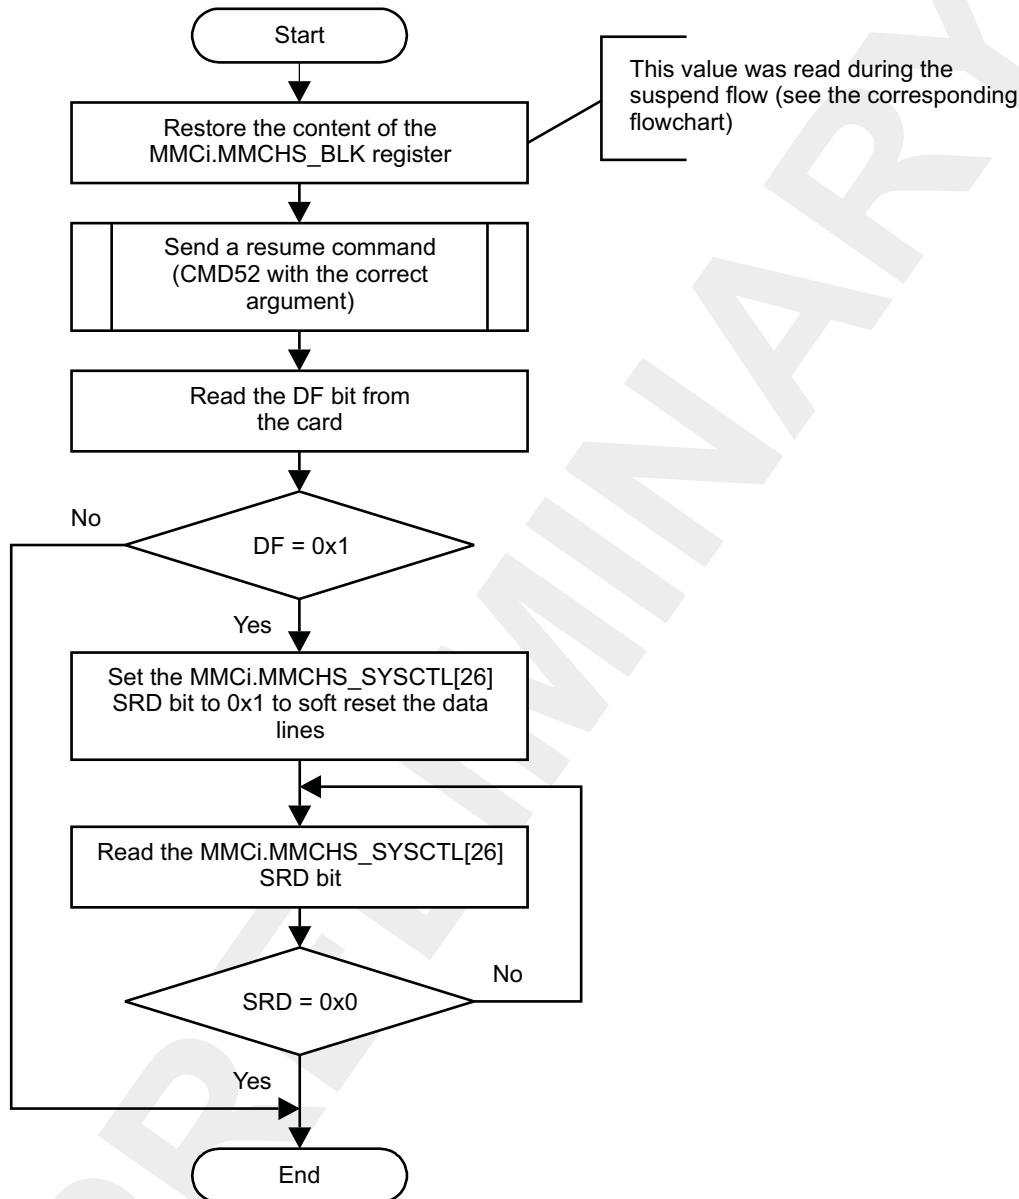 Start
This value was read during the
suspend flow (see the corresponding
flowchart)
Restore the content of the
MMCi.MMCHS_BLK register
Send a resume command
(CMD52 with the correct
argument)
Read the DF bit from
the card
No
DF = 0x1
Yes
Set the MMCi.MMCHS_SYSCTL[26]
SRD bit to 0x1 to soft reset the data
lines
Read the MMCi.MMCHS_SYSCTL[26]
SRD bit
No
SRD = 0x0
Yes
End
PRELIMINARY